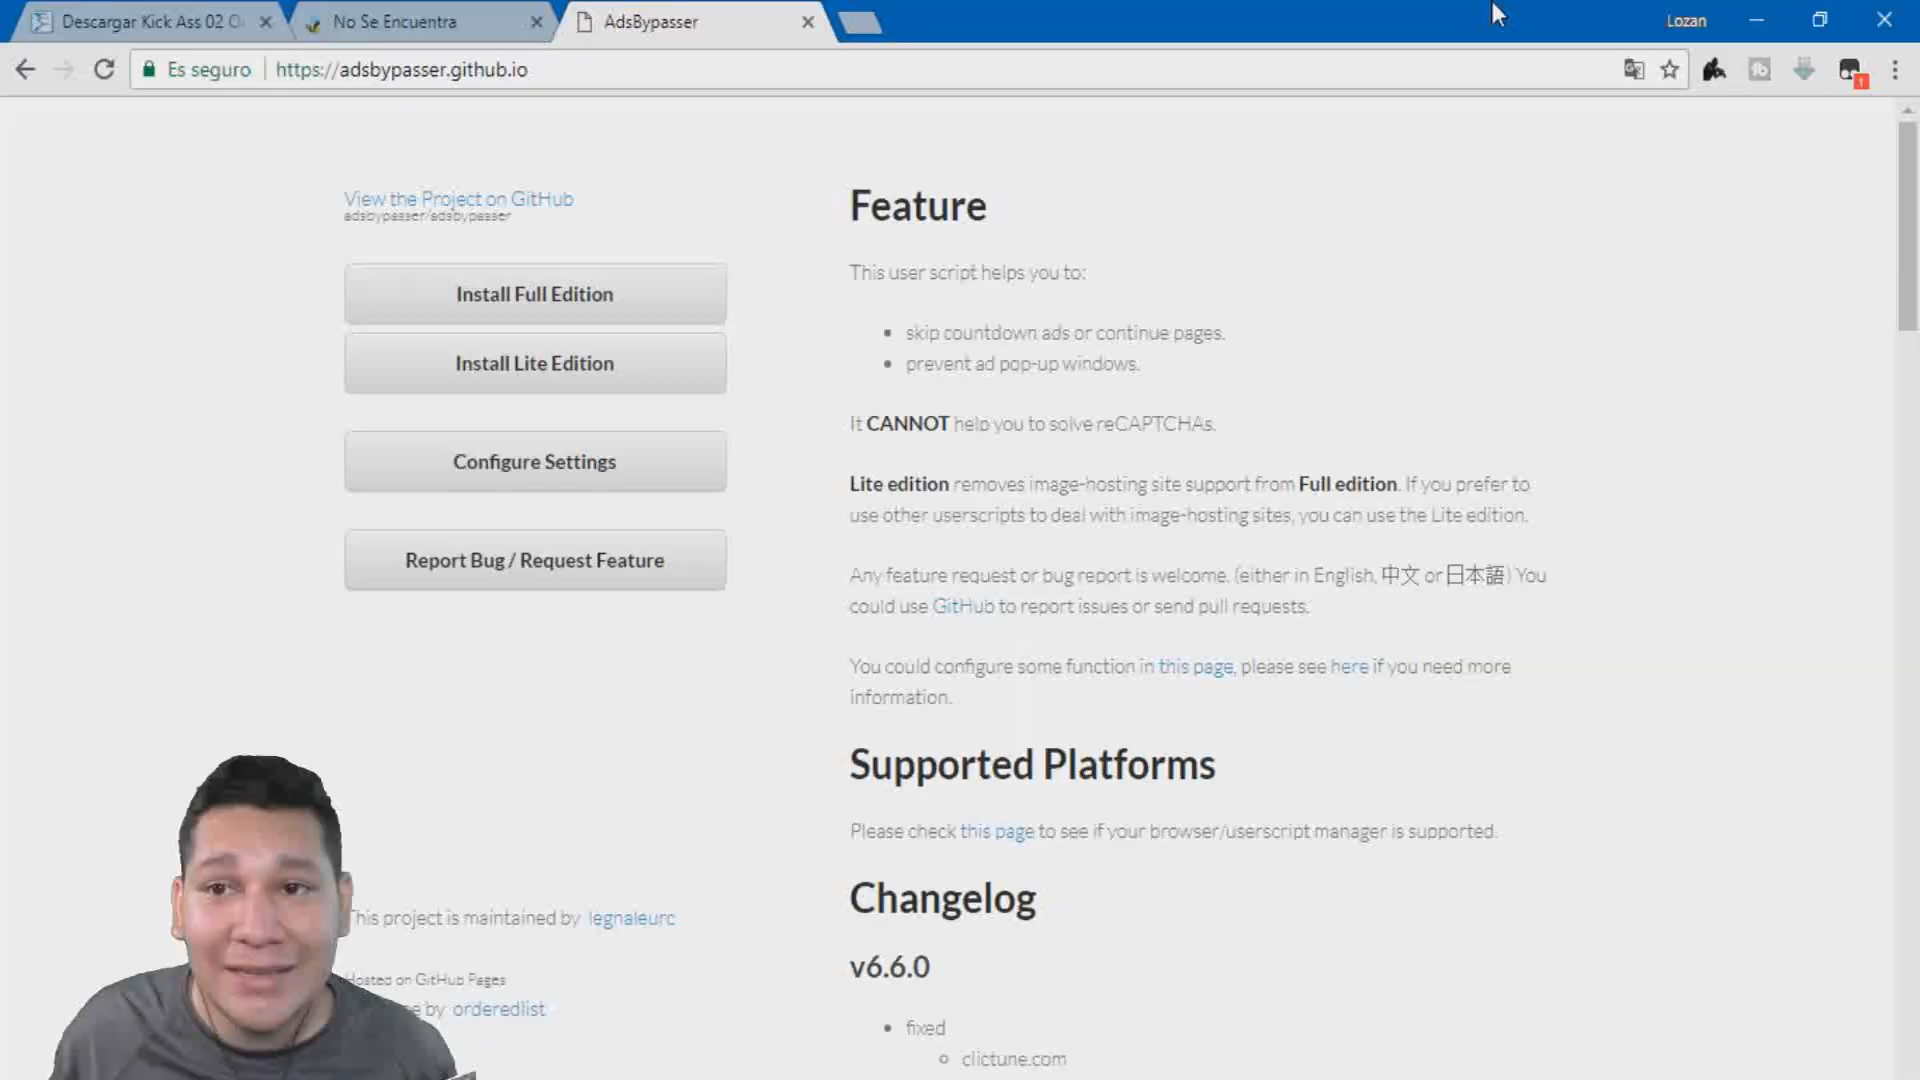 Descargar Kick Ass 02 O
No Se Encuentra
AdsBypasser
Lozan
Es seguro
https://adsbypasser.github.io
1
View the Project on GitHub
adsbypasser/adsbypasser
Install Full Edition
Install Lite Edition
Configure Settings
Report Bug / Request Feature
This project is maintained by legnaleurc
Hosted on GitHub Pages
by orderedlist
Feature
This user script helps you to:
skip countdown ads or continue pages.
prevent ad pop-up windows.
It CANNOT help you to solve reCAPTCHAs.
Lite edition removes image-hosting site support from Full edition. If you prefer to
use other userscripts to deal with image-hosting sites, you can use the Lite edition.
Any feature request or bug report is welcome. (either in English, 中文 or 日本語) You
could use GitHub to report issues or send pull requests.
You could configure some function in this page, please see here if you need more
information.
Supported Platforms
Please check this page to see if your browser/userscript manager is supported.
Changelog
v6.6.0
fixed
clictune.com